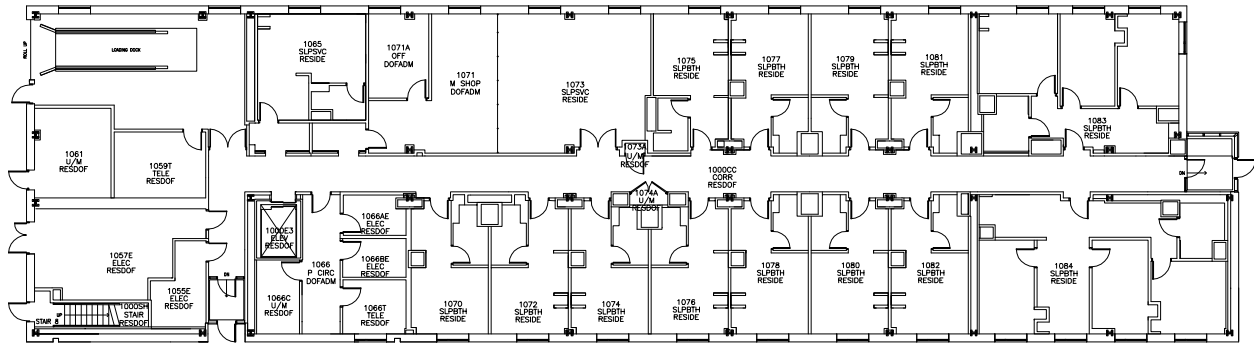 ROLL UP
LOADING DOCK
1065
SLPSVC
RESIDE
1071A
OFF
DOFADM
1071
M SHOP
DOFADM
1073
SLPSVC
RESIDE
1075
SLPBTH
RESIDE
1077
SLPBTH
RESIDE
1079
SLPBTH
RESIDE
1081
SLPBTH
RESIDE
1083
SLPBTH
RESIDE
1061
U/M
RESDOF
1059T
TELE
RESDOF
1073A
U/M
RESDOF
1000CC
CORR
RESDOF
DN
1074A
U/M
RESDOF
1000E3
ELEV
RESDOF
1066AE
ELEC
RESDOF
1066BE
ELEC
RESDOF
1066
P CIRC
DOFADM
1066C
U/M
RESDOF
1066T
TELE
RESDOF
1057E
ELEC
RESDOF
1055E
ELEC
RESDOF
DN
UP
STAIR B
1000SH
STAIR
RESDOF
1070
SLPBTH
RESIDE
1072
SLPBTH
RESIDE
1074
SLPBTH
RESIDE
1076
SLPBTH
RESIDE
1078
SLPBTH
RESIDE
1080
SLPBTH
RESIDE
1082
SLPBTH
RESIDE
1084
SLPBTH
RESIDE